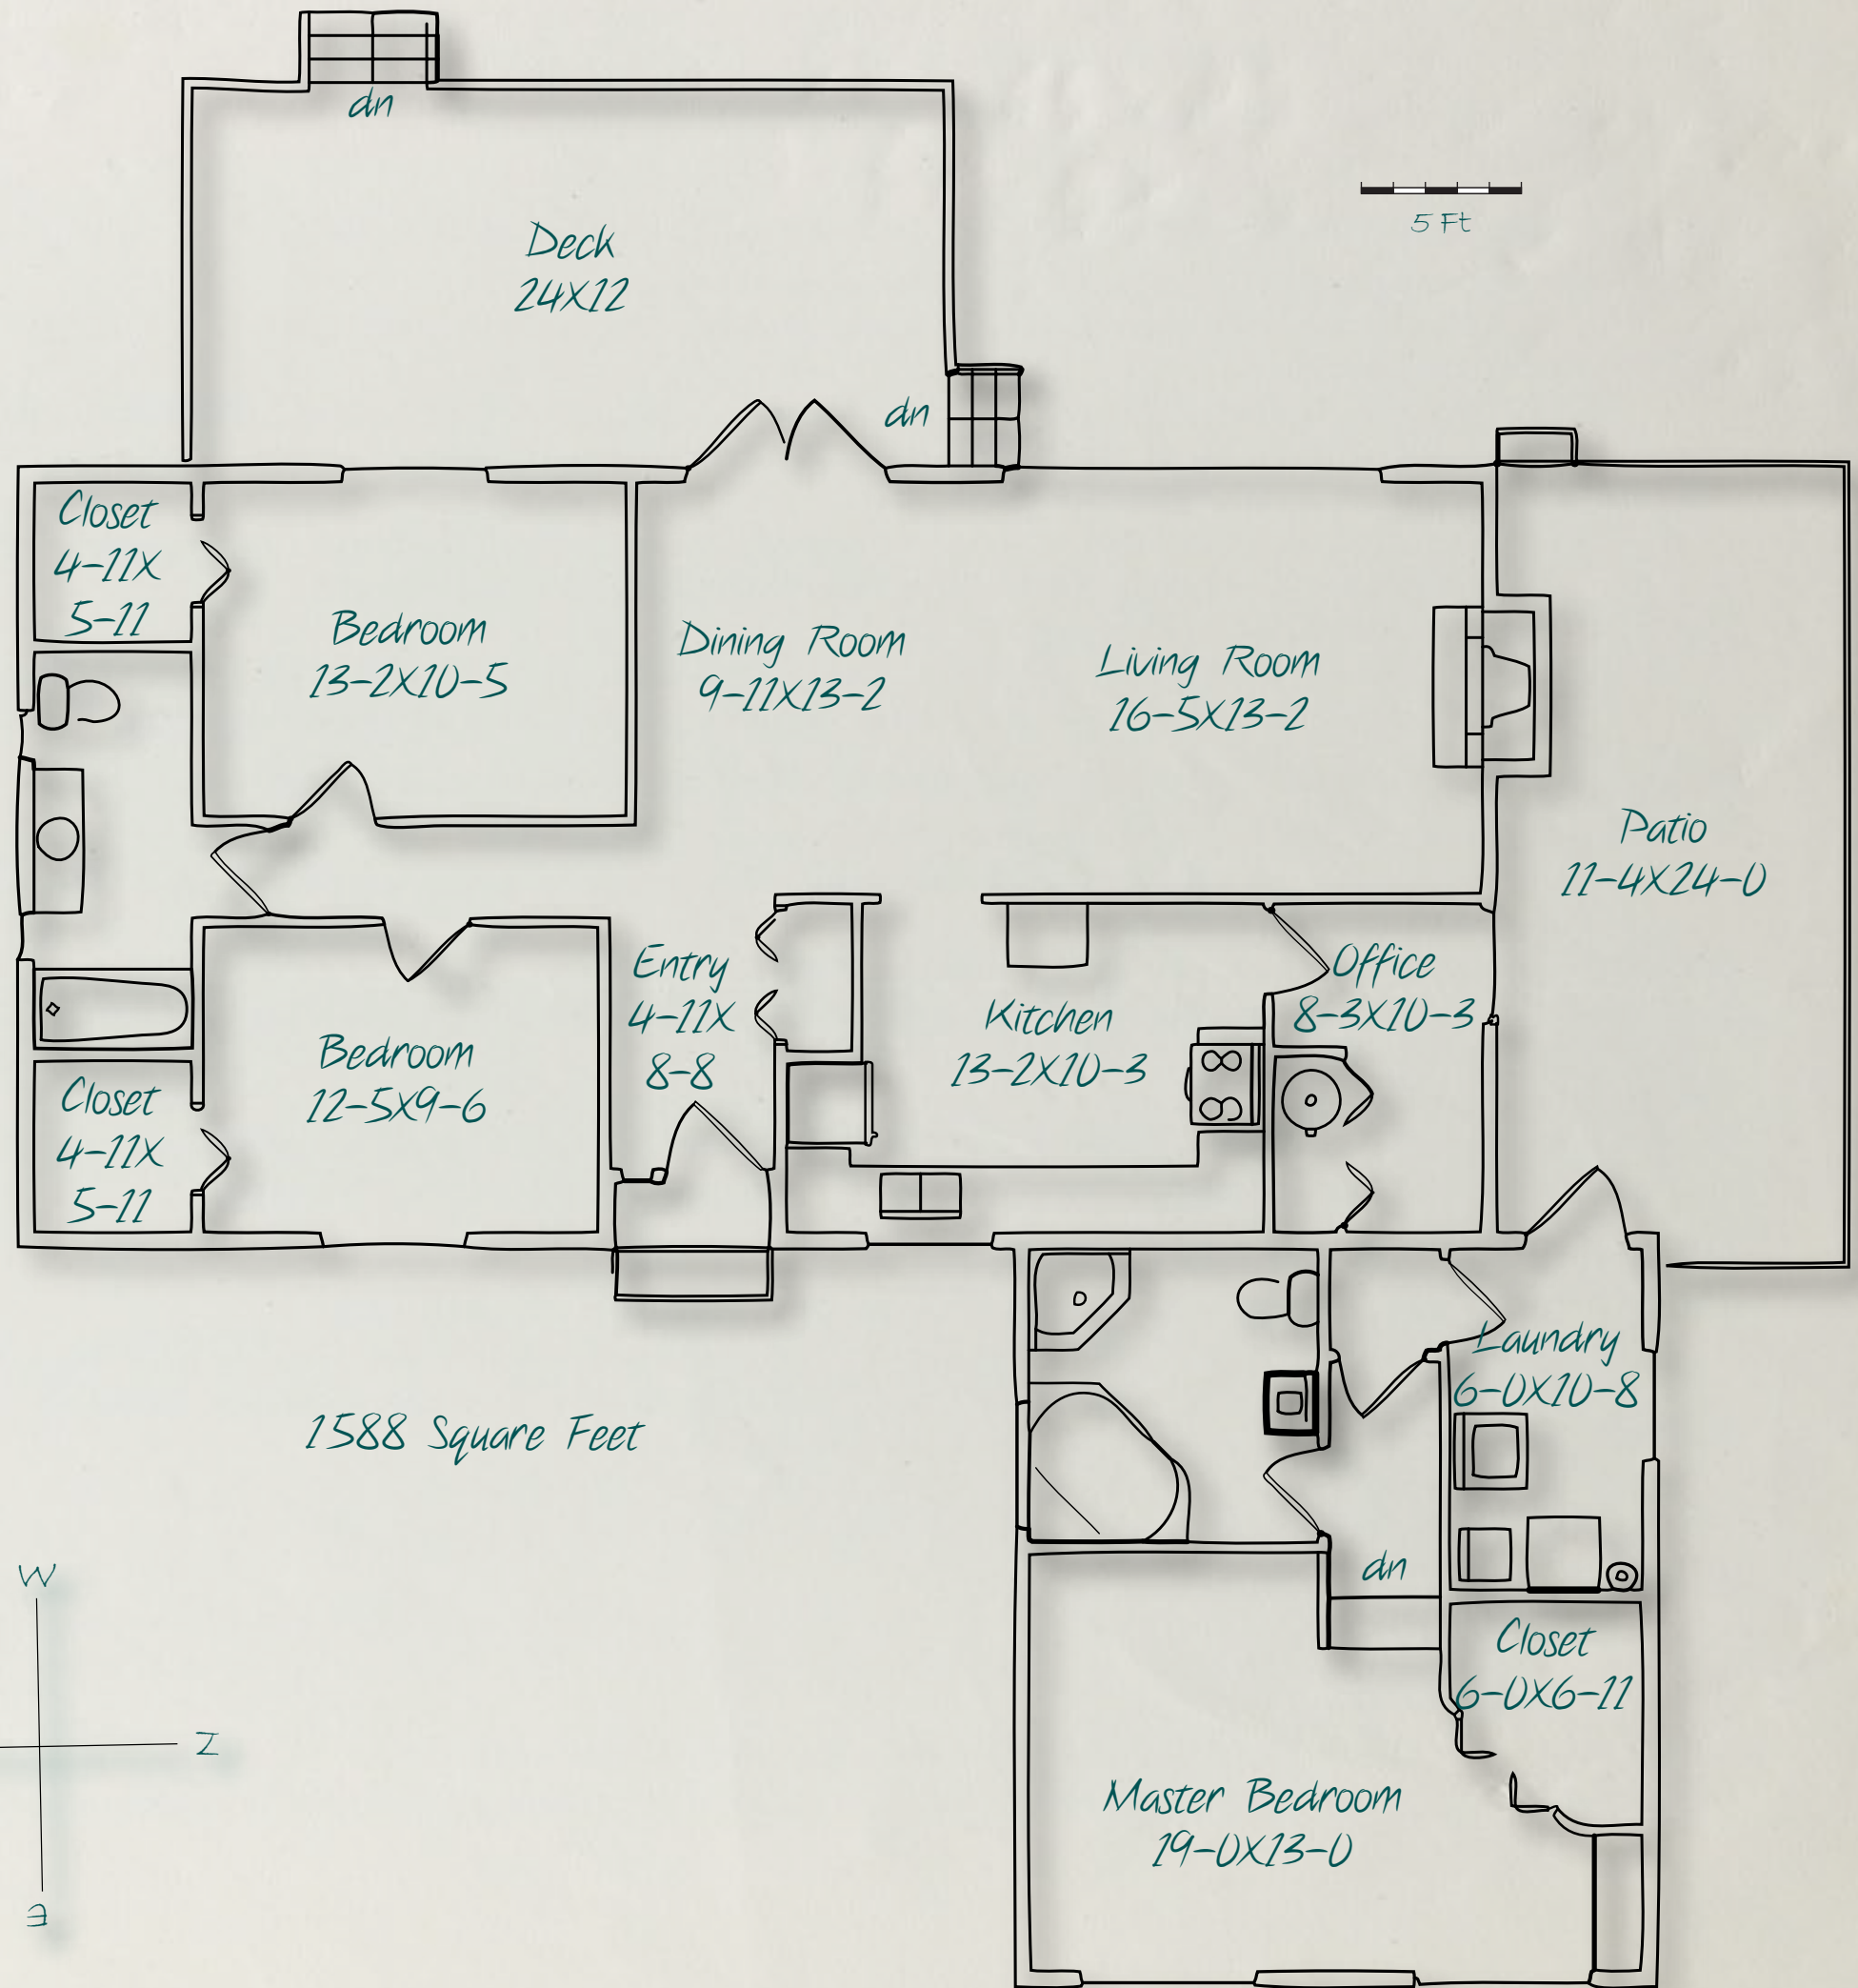 dn
5 Ft
Deck
24X12
dn
Closet
4-11X
5-11
Bedroom
13-2X10-5
Dining Room
9-11X13-2
Living Room
16-5X13-2
Patio
11-4X24-0
Entry
4-11X
8-8
Kitchen
13-2X10-3
Office
8-3X10-3
Bedroom
12-5X9-6
Closet
4-11X
5-11
Laundry
6-0X10-8
1588 Square Feet
dn
Closet
6-0X6-11
W
N
E
Master Bedroom
19-0X13-0